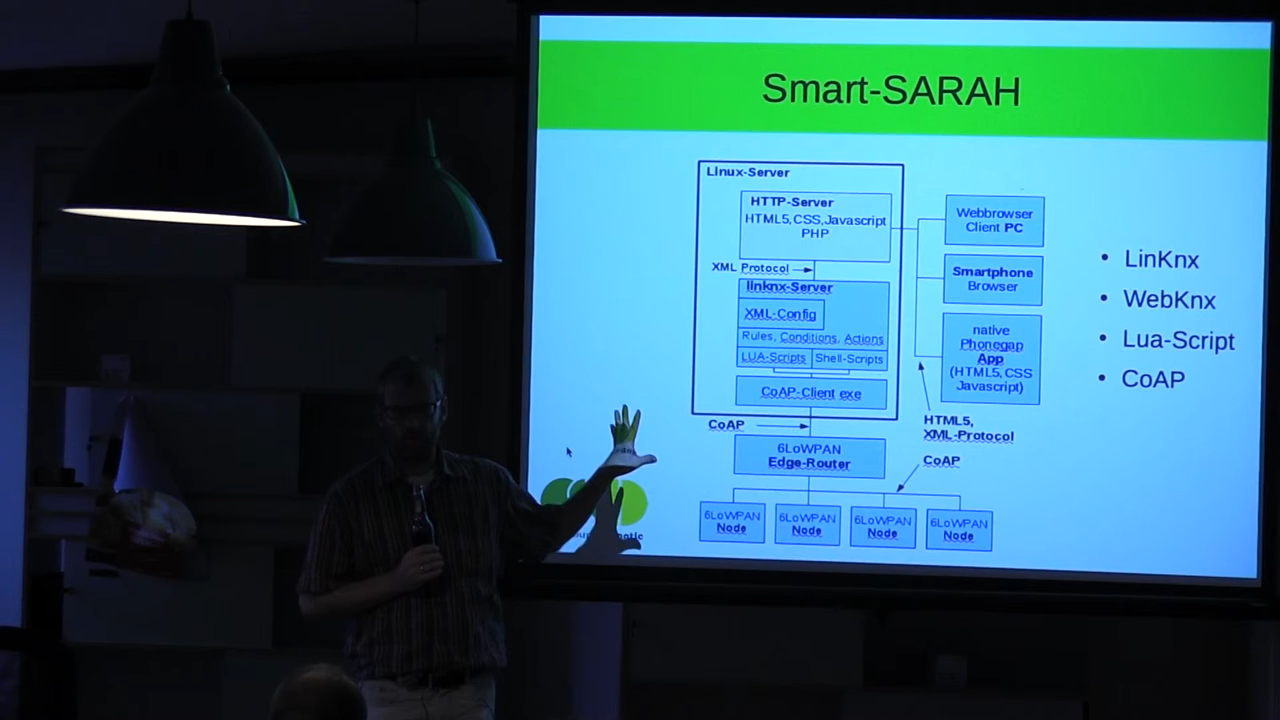 Smart-SARAH
Linux-Server
HTTP-Server
HTML5,CSS,Javascript
PHP
XML Protocol
linknx-Server
XML-Config
Rules, Conditions, Actions
LUA-Scripts
Shell-Scripts
CoAP-Client exe
CoAP
6LoWPAN
Edge-Router
6LoWPAN
Node
6LoWPAN
Node
6LoWPAN
Node
6LoWPAN
Node
Webbrowser
Client PC
Smartphone
Browser
native
Phonegap
App
(HTML5, CSS
Javascript)
HTML5,
XML-Protocol
CoAP
• LinKnx
• WebKnx
• Lua-Script
• CoAP